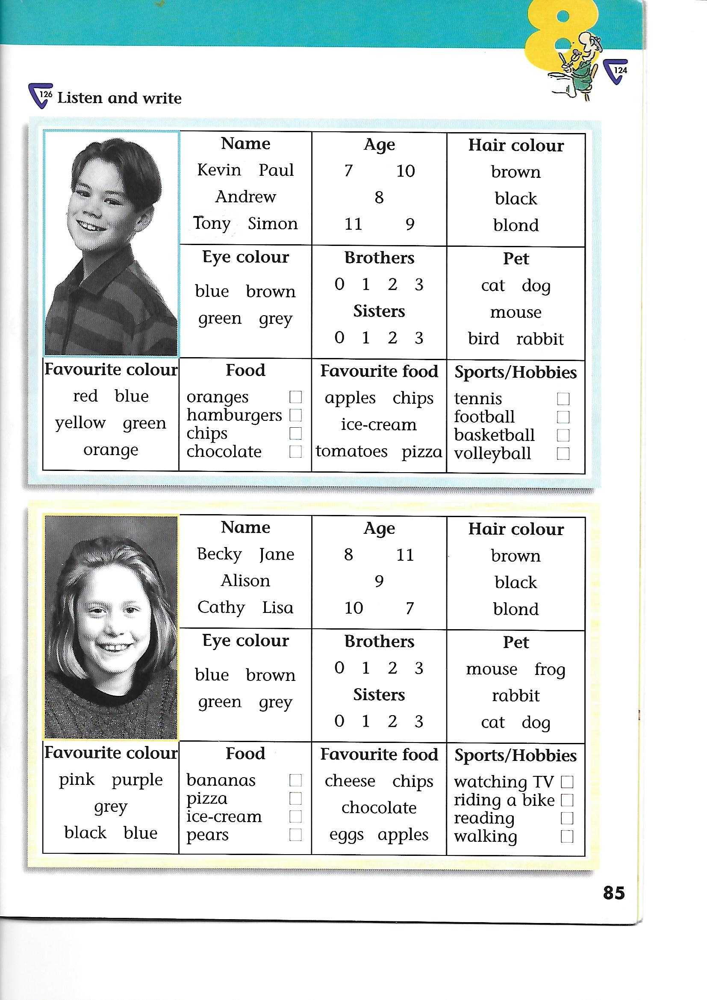 8
124
126 Listen and write
Name
Kevin Paul
Andrew
Tony Simon
Age
7 10
8
11 9
Hair colour
brown
black
blond
Eye colour
blue brown
green grey
Brothers
0 1 2 3
Sisters
0 1 2 3
Pet
cat dog
mouse
bird rabbit
Favourite colour
red blue
yellow green
orange
Food
oranges
hamburgers
chips
chocolate
Favourite food
apples chips
ice-cream
tomatoes pizza
Sports/Hobbies
tennis
football
basketball
volleyball
Name
Becky Jane
Alison
Cathy Lisa
Age
8 11
9
10 7
Hair colour
brown
black
blond
Eye colour
blue brown
green grey
Brothers
0 1 2 3
Sisters
0 1 2 3
Pet
mouse frog
rabbit
cat dog
Favourite colour
pink purple
grey
black blue
Food
bananas
pizza
ice-cream
pears
Favourite food
cheese chips
chocolate
eggs apples
Sports/Hobbies
watching TV
riding a bike
reading
walking
85